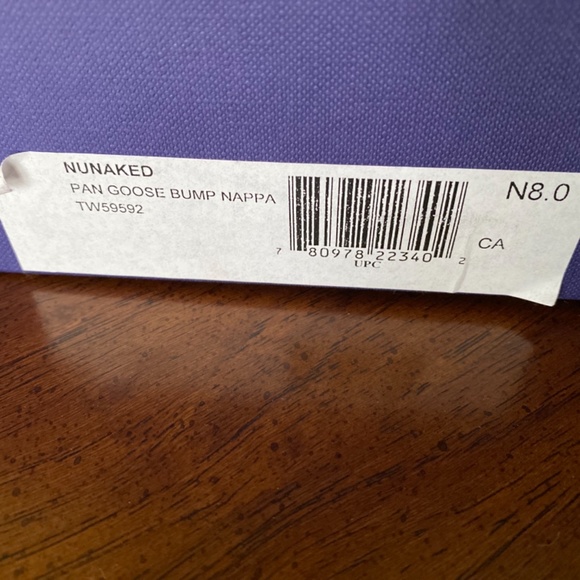 NUNAKED
PAN GOOSE BUMP NAPPA
TW59592
N8.0
CA
7 80978 22340 2
UPC